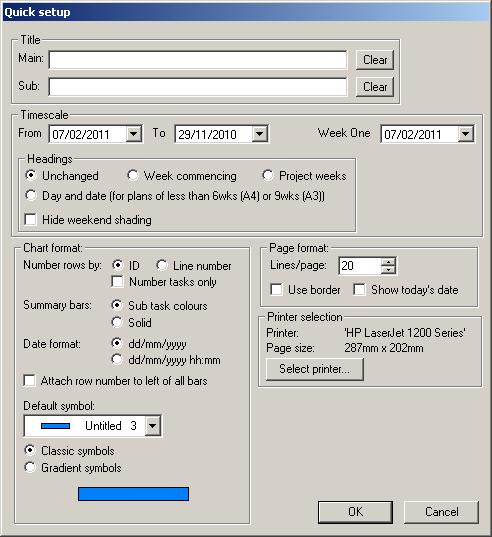 Quick setup
Title
Main: Clear
Sub: Clear
Timescale
From 07/02/2011 To 29/11/2010 Week One 07/02/2011
Headings
Unchanged Week commencing Project weeks
Day and date (for plans of less than 6wks (A4) or 9wks (A3))
Hide weekend shading
Chart format:
Number rows by: ID Line number
Number tasks only
Summary bars: Sub task colours
Solid
Date format: dd/mm/yyyy
dd/mm/yyyy hh:mm
Attach row number to left of all bars
Default symbol:
Untitled 3
Classic symbols
Gradient symbols
Page format:
Lines/page: 20
Use border Show today's date
Printer selection
Printer: 'HP LaserJet 1200 Series'
Page size: 287mm x 202mm
Select printer...
OK Cancel